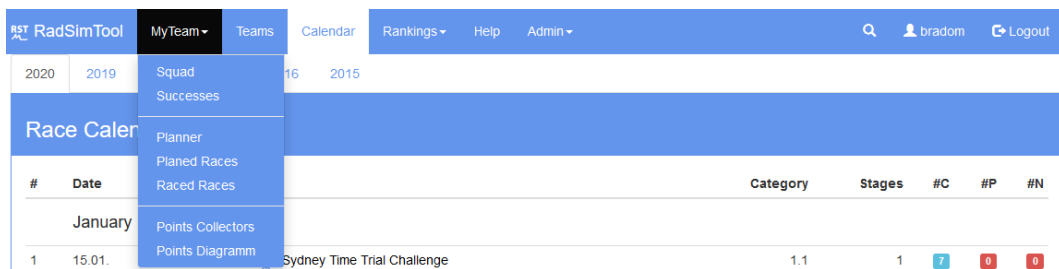 RST RadSimTool MyTeam Teams Calendar Rankings Help Admin bradom Logout
2020 2019 16 2015
Squad
Successes
Race Calen
Planner
Planed Races
Raced Races
# Date Category Stages #C #P #N
January
Points Collectors
Points Diagramm
1 15.01. Sydney Time Trial Challenge 1.1 1 7 0 0